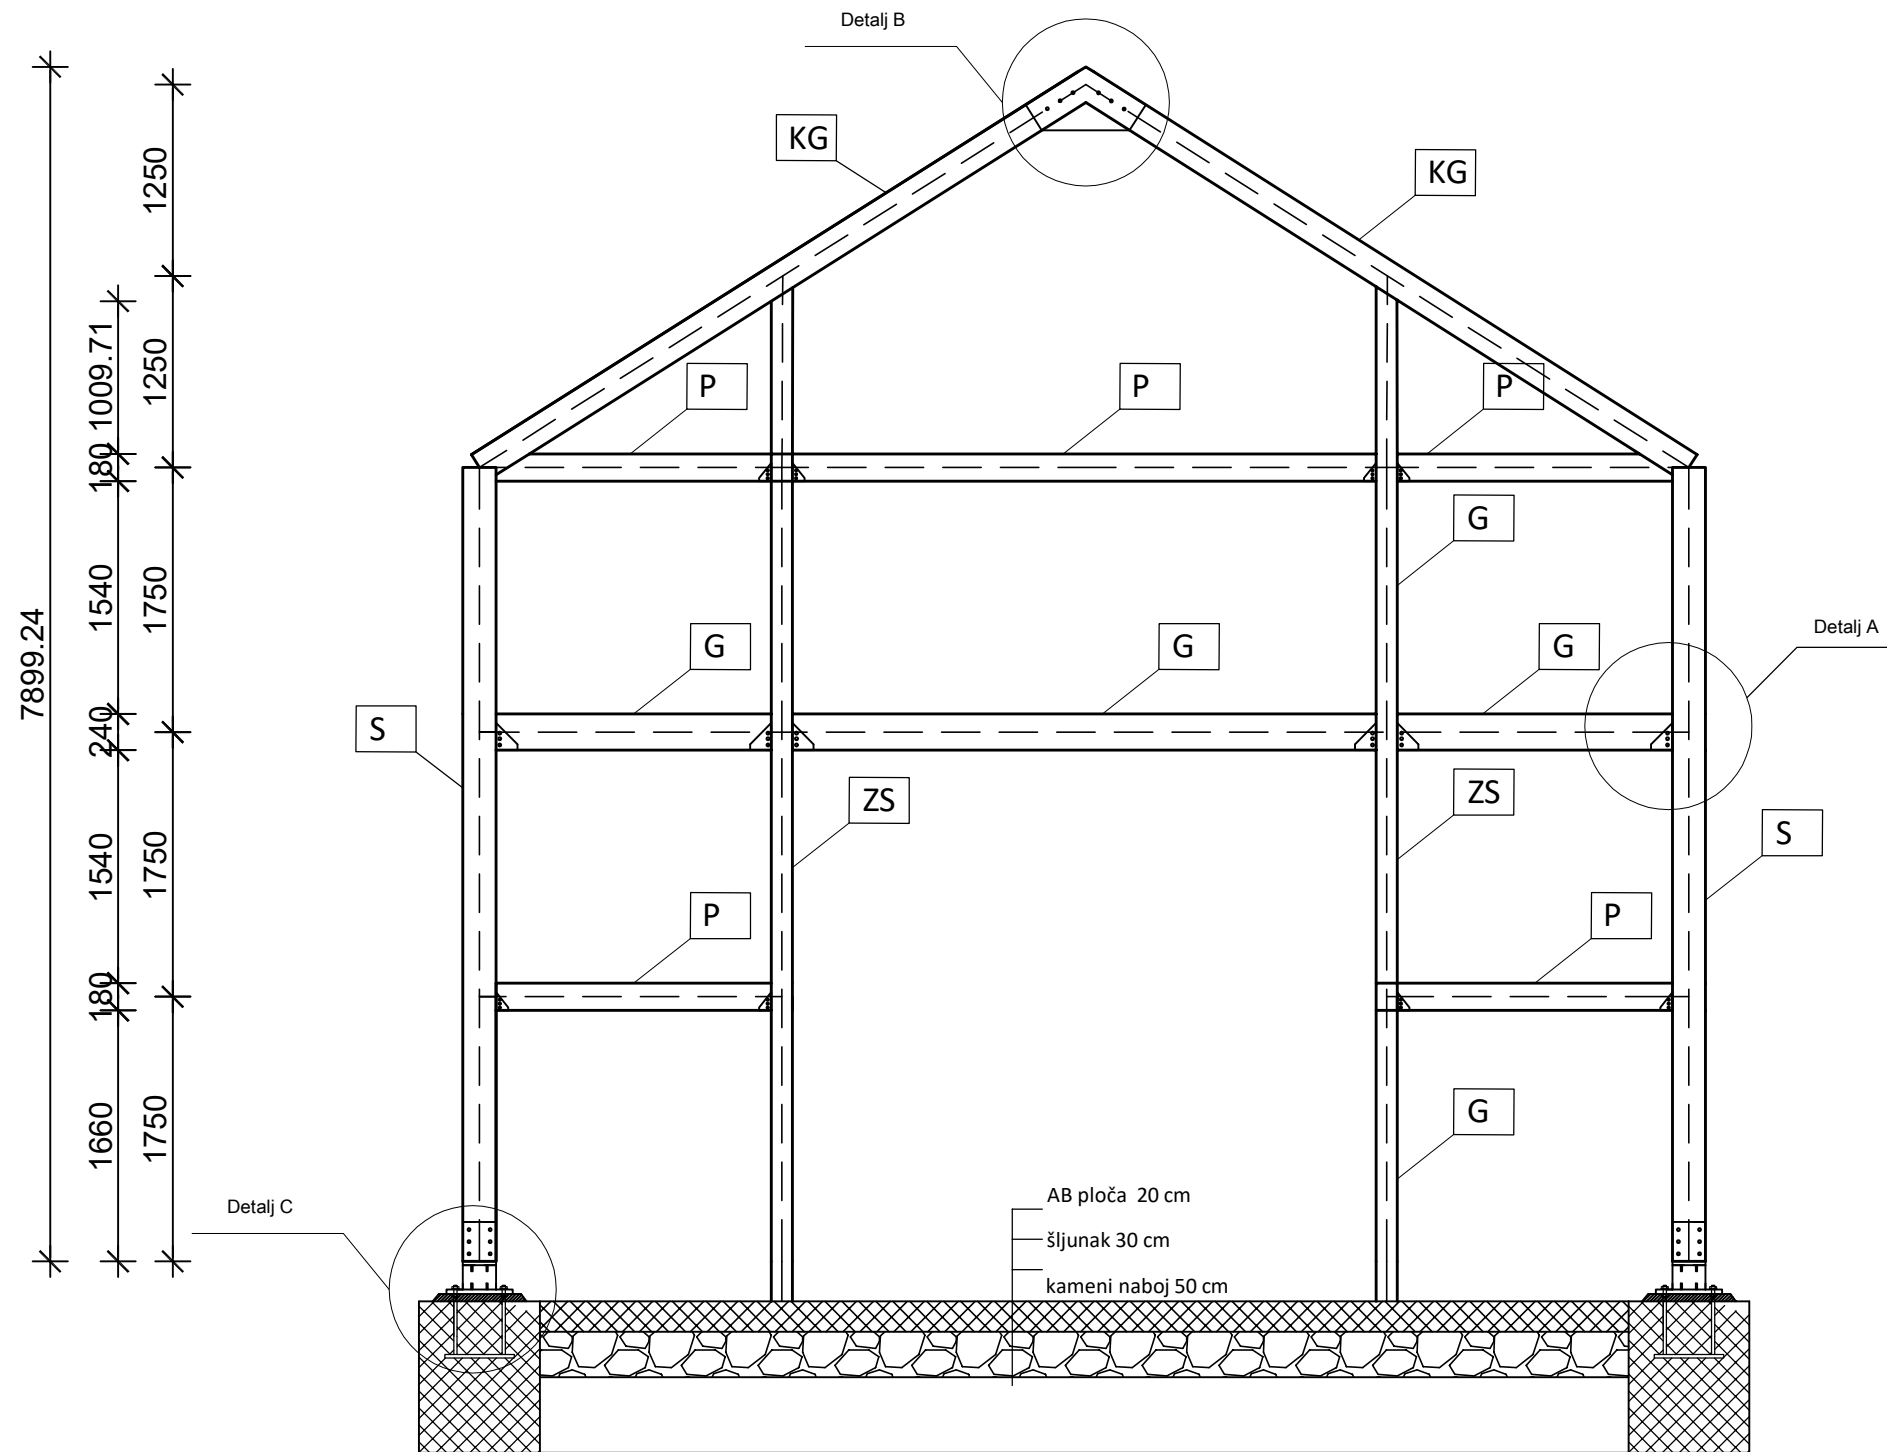 Detalj B
KG
KG
P
P
P
G
G
G
G
Detalj A
S
ZS
ZS
S
P
P
G
Detalj C
AB ploča 20 cm
šljunak 30 cm
kameni naboj 50 cm
7899.24
1009.71
180
1540
240
1540
180
1660
1250
1250
1750
1750
1750